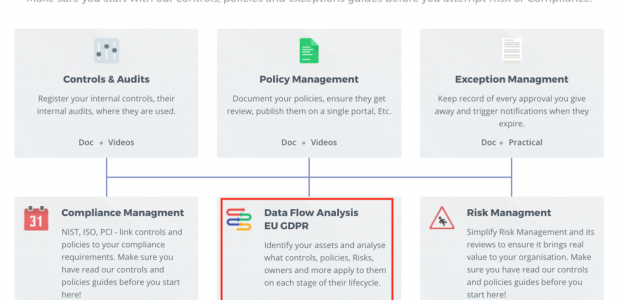 Make sure you start with our controls, policies and exceptions guides before you attempt Risk or Compliance.
Controls & Audits
Register your internal controls, their
internal audits, where they are used.
Doc • Videos
Policy Management
Document your policies, ensure they get
review, publish them on a single portal, Etc.
Doc • Videos
Exception Managment
Keep record of every approval you give
away and trigger notifications when they
expire.
Doc • Practical
31
Compliance Managment
NIST, ISO, PCI - link controls and
policies to your compliance
requirements. Make sure you
have read our controls and
policies guides before you start
here!
Data Flow Analysis
EU GDPR
Identify your assets and analyse
what controls, policies, Risks,
owners and more apply to them
on each stage of their lifecycle.
Risk Managment
Simplify Risk Management and its
reviews to ensure it brings real
value to your organisation. Make
sure you have read our controls
and policies guides before you
start here!